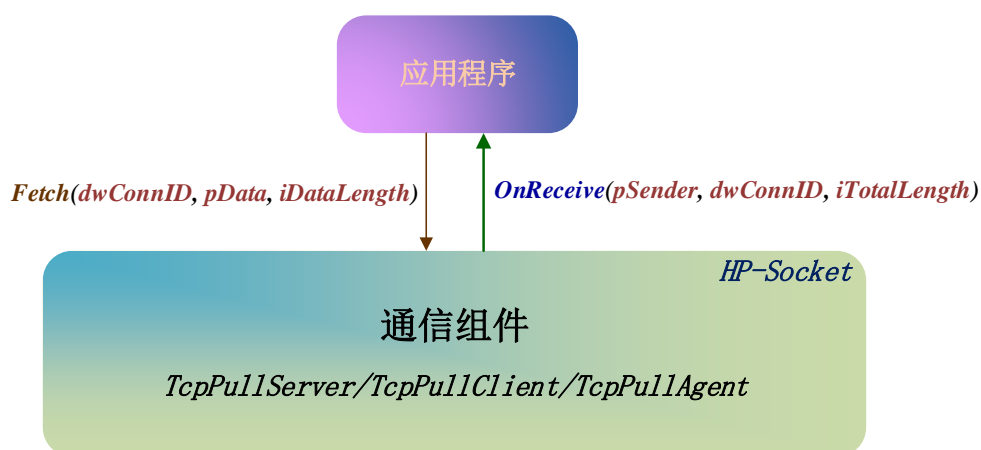 应用程序
Fetch(dwConnID, pData, iDataLength)
OnReceive(pSender, dwConnID, iTotalLength)
HP-Socket
通信组件
TcpPullServer/TcpPullClient/TcpPullAgent